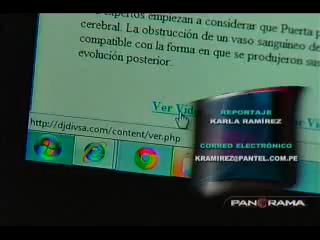 expertos empiezan a considerar que Puerta p
cerebral. La obstrucción de un vaso sanguíneo de
compatible con la forma en que se produjeron sus
evolución posterior.
Ver Vid
http://djdivsa.com/content/ver.php
REPORTAJE
KARLA RAMÍREZ
CORREO ELECTRÓNICO
KRAMIREZ@PANTEL.COM.PE
PANORAMA